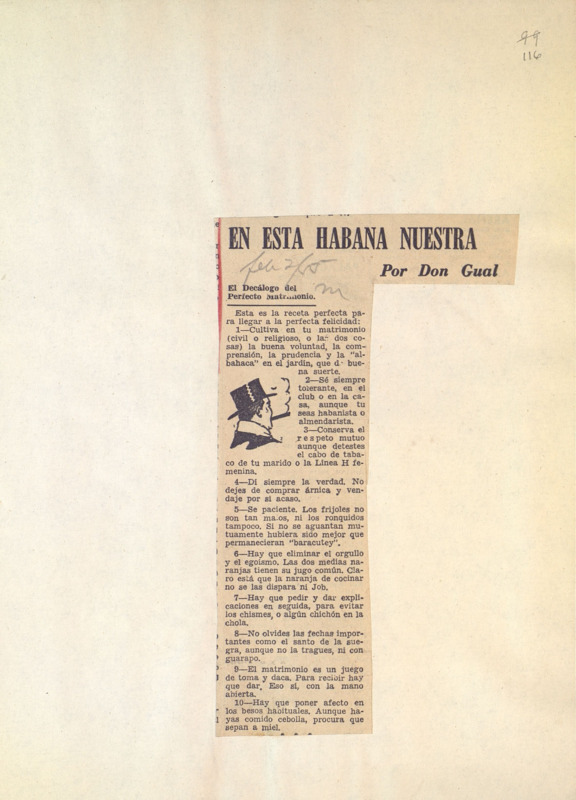 99
116
EN ESTA HABANA NUESTRA
Por Don Gual
feb 2/55
m
El Decálogo del
Perfecto Matrimonio.
Esta es la receta perfecta pa-
ra llegar a la perfecta felicidad:
1—Cultiva en tu matrimonio
(civil o religioso, o las dos co-
sas) la buena voluntad, la com-
prensión, la prudencia y la "al-
bahaca" en el jardín, que da bue-
na suerte.
2—Sé siempre
tolerante, en el
club o en la ca-
sa, aunque tu
seas habanista o
almendarista.
3—Conserva el
respeto mutuo
aunque detestes
el cabo de taba-
co de tu marido o la Linea H fe-
menina.
4—Di siempre la verdad. No
dejes de comprar árnica y ven-
daje por si acaso.
5—Se paciente. Los frijoles no
son tan malos, ni los ronquidos
tampoco. Si no se aguantan mu-
tuamente hubiera sido mejor que
permanecieran "baracutey".
6—Hay que eliminar el orgullo
y el egoísmo. Las dos medias na-
ranjas tienen su jugo común. Cla-
ro está que la naranja de cocinar
no se las dispara ni Job.
7—Hay que pedir y dar expli-
caciones en seguida, para evitar
los chismes, o algún chichón en la
chola.
8—No olvides las fechas impor-
tantes como el santo de la sue-
gra, aunque no la tragues, ni con
guarapo.
9—El matrimonio es un juego
de toma y daca. Para recibir hay
que dar. Eso sí, con la mano
abierta.
10—Hay que poner afecto en
los besos habituales. Aunque ha-
yas comido cebolla, procura que
sepan a miel.